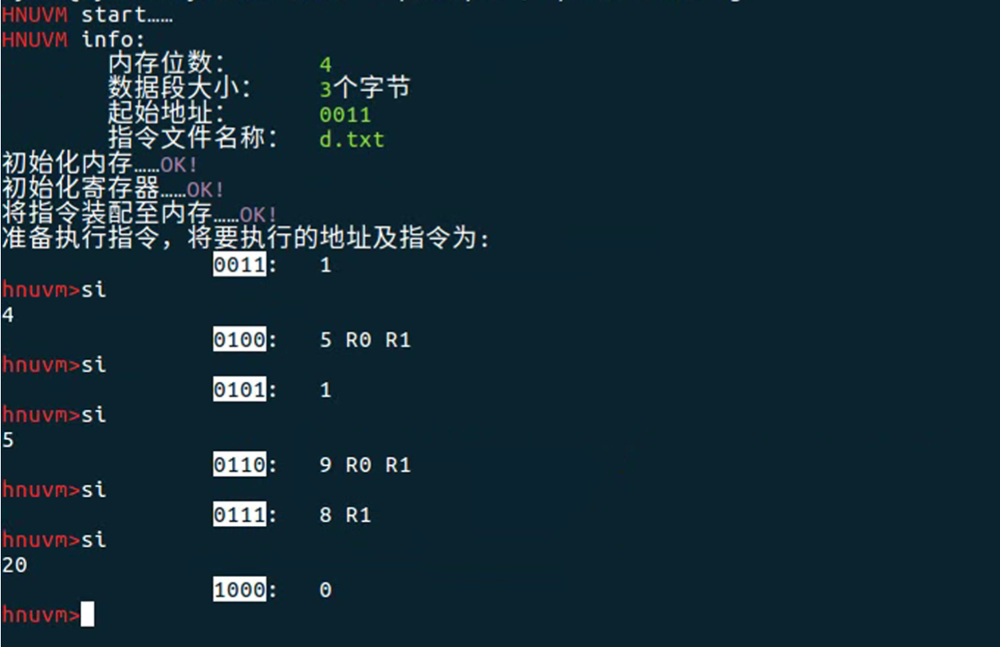 HNUVM start……
HNUVM info:
内存位数： 4
数据段大小： 3个字节
起始地址： 0011
指令文件名称： d.txt
初始化内存……OK!
初始化寄存器……OK!
将指令装配至内存……OK!
准备执行指令，将要执行的地址及指令为：
0011: 1
hnuvm>si
4
0100: 5 R0 R1
hnuvm>si
0101: 1
hnuvm>si
5
0110: 9 R0 R1
hnuvm>si
0111: 8 R1
hnuvm>si
20
1000: 0
hnuvm>